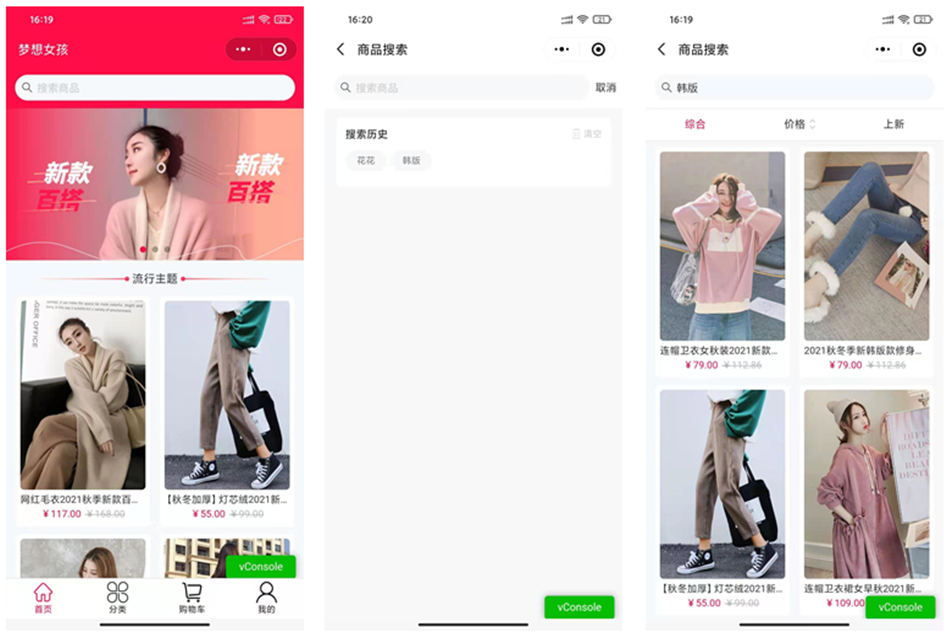 16:19
梦想女孩
搜索商品
新款
百搭
新款
百搭
流行主题
GER OFFICE
网红毛衣2021秋季新款百...
¥117.00 ¥168.00
【秋冬加厚】灯芯绒2021新...
¥55.00 ¥99.00
vConsole
首页
分类
购物车
我的
16:20
商品搜索
搜索商品
取消
搜索历史
清空
花花
韩版
vConsole
16:19
商品搜索
韩版
综合
价格
上新
连帽卫衣女秋装2021新款...
¥79.00 ¥112.86
2021秋冬季新韩版款修身...
¥79.00 ¥112.86
【秋冬加厚】灯芯绒2021新...
¥55.00 ¥99.00
连帽卫衣裙女早秋2021新...
¥109.00
vConsole